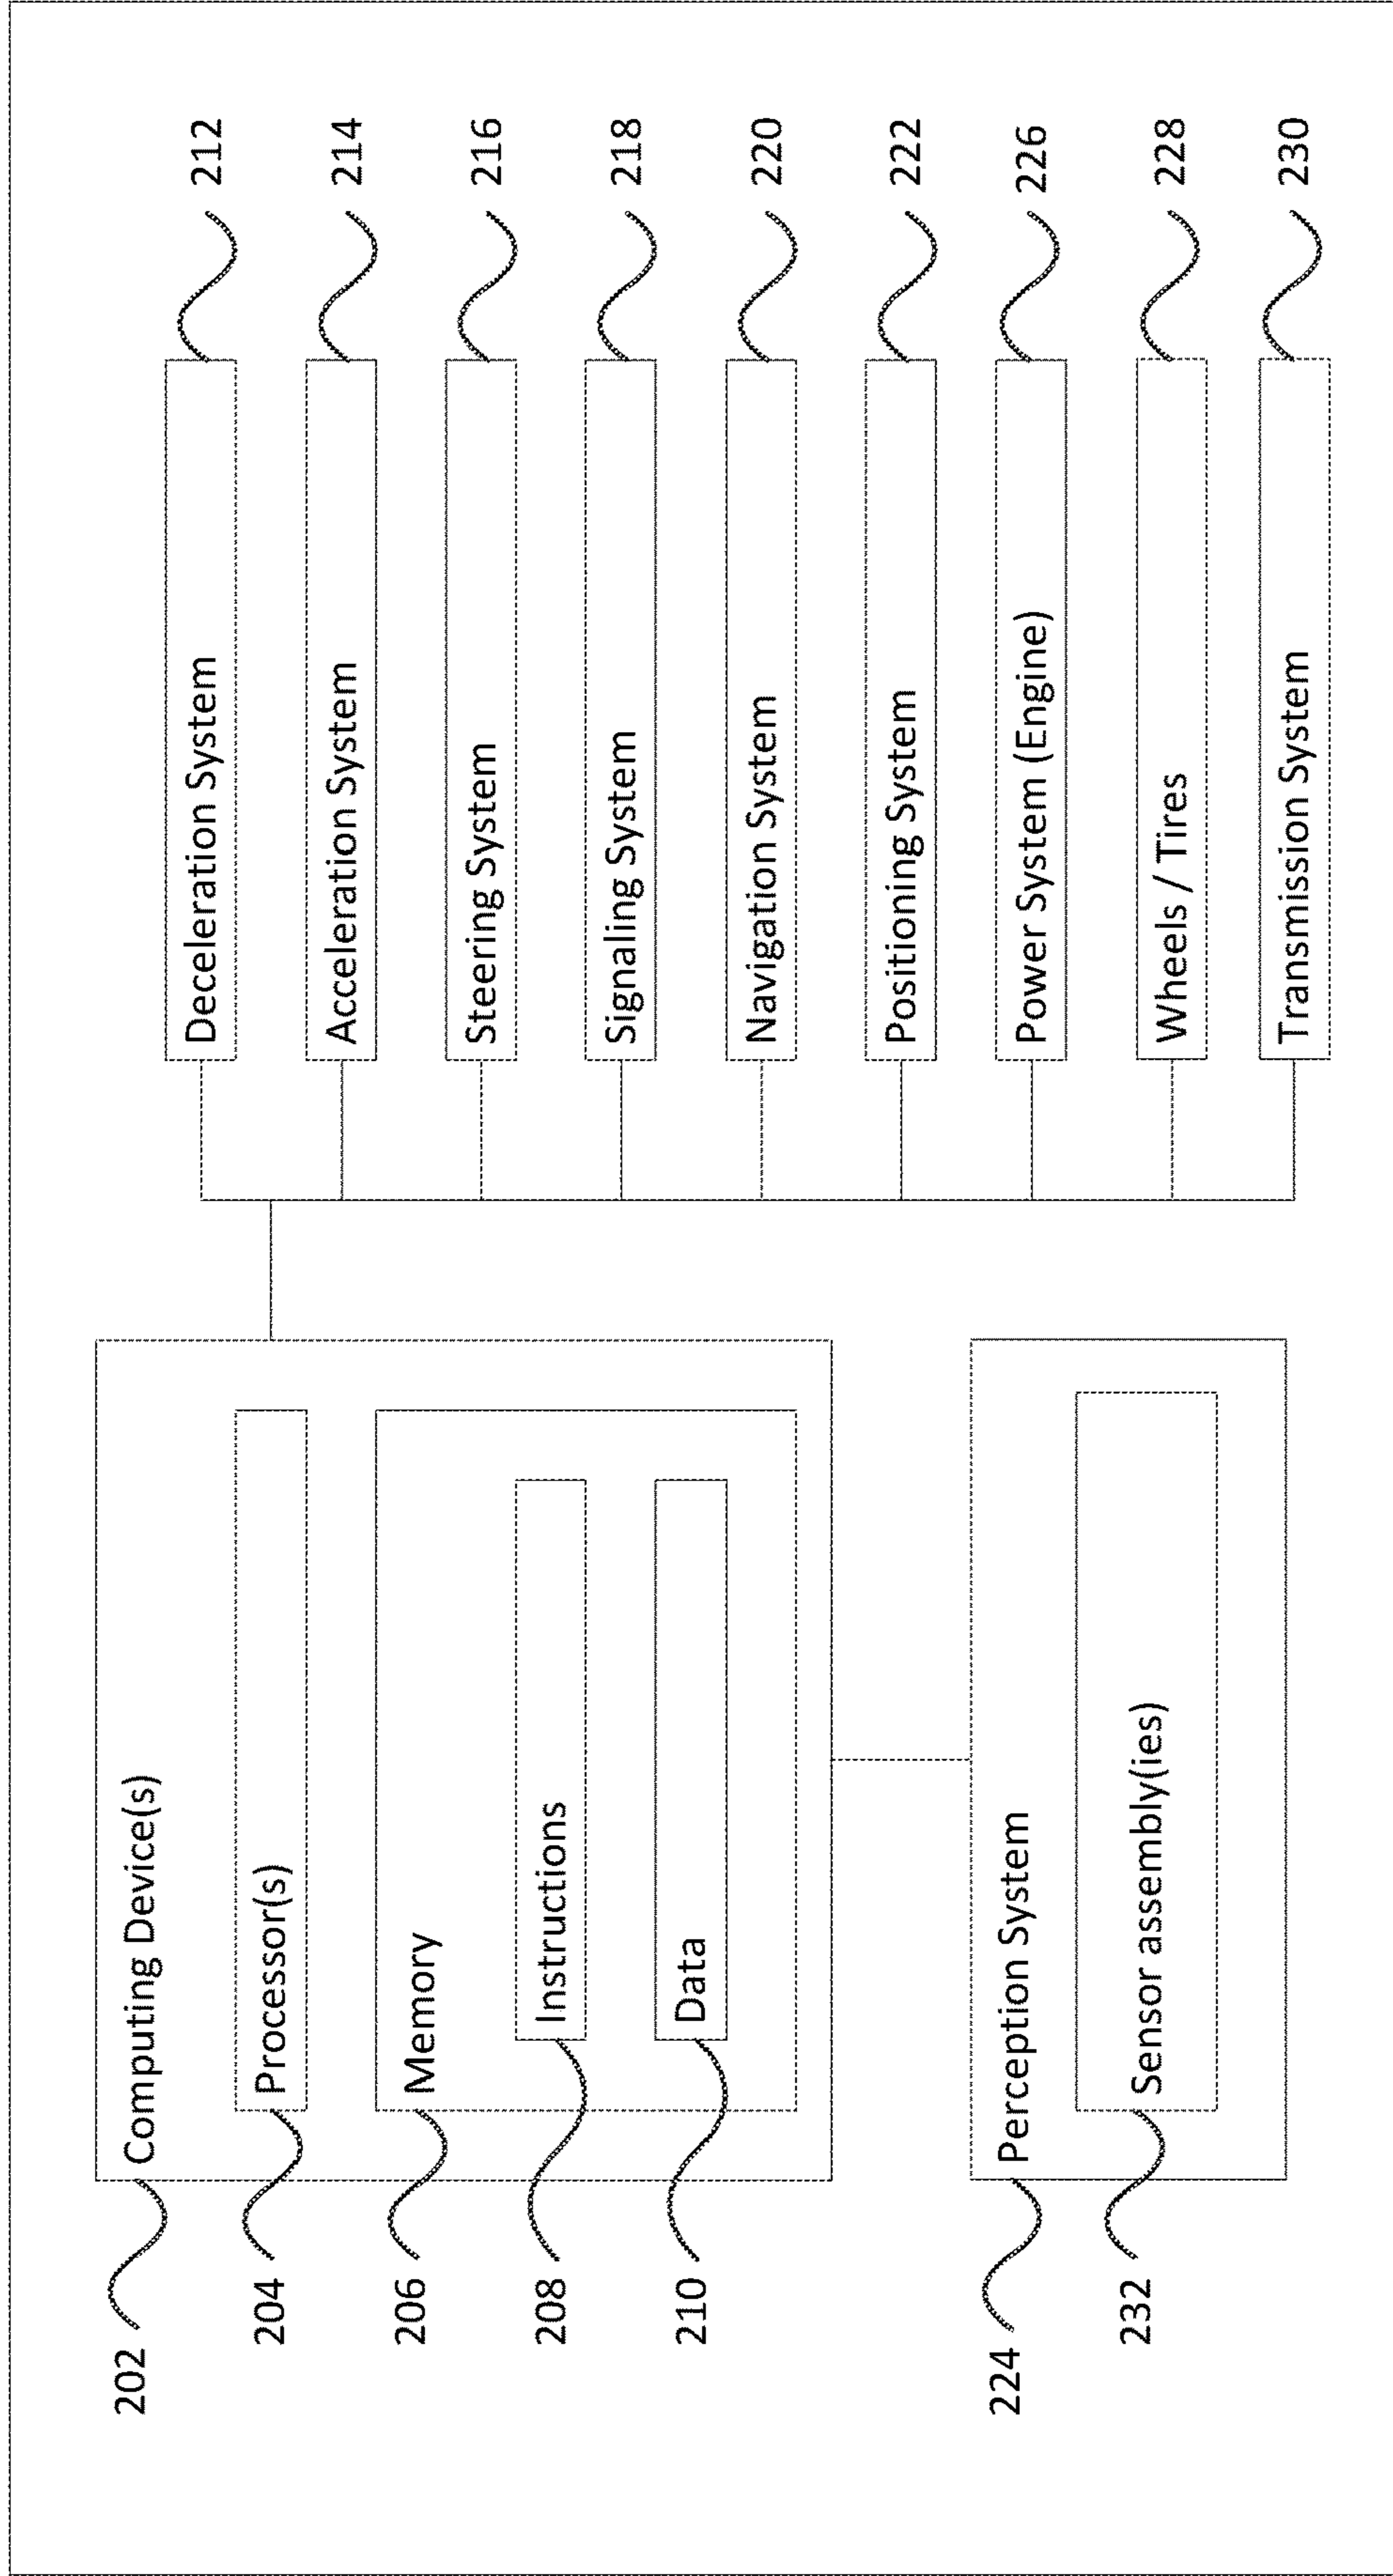 202
Computing Device(s)
204
Processor(s)
206
Memory
208
Instructions
210
Data
224
Perception System
232
Sensor assembly(ies)
Deceleration System
212
Acceleration System
214
Steering System
216
Signaling System
218
Navigation System
220
Positioning System
222
Power System (Engine)
226
Wheels / Tires
228
Transmission System
230